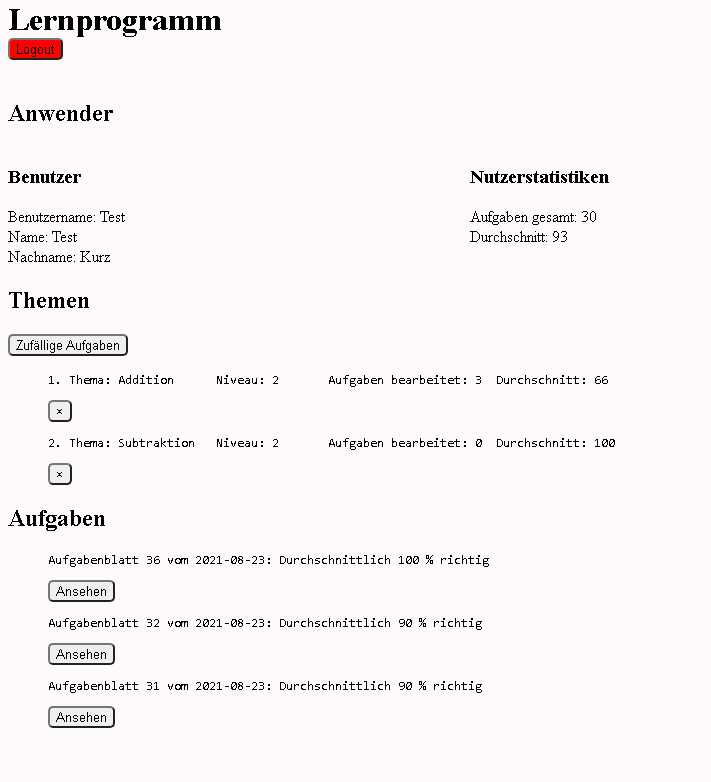 Lernprogramm
Logout
Anwender
Benutzer
Benutzername: Test
Name: Test
Nachname: Kurz
Nutzerstatistiken
Aufgaben gesamt: 30
Durchschnitt: 93
Themen
Zufällige Aufgaben
1. Thema: Addition Niveau: 2 Aufgaben bearbeitet: 3 Durchschnitt: 66
×
2. Thema: Subtraktion Niveau: 2 Aufgaben bearbeitet: 0 Durchschnitt: 100
×
Aufgaben
Aufgabenblatt 36 vom 2021-08-23: Durchschnittlich 100 % richtig
Ansehen
Aufgabenblatt 32 vom 2021-08-23: Durchschnittlich 90 % richtig
Ansehen
Aufgabenblatt 31 vom 2021-08-23: Durchschnittlich 90 % richtig
Ansehen